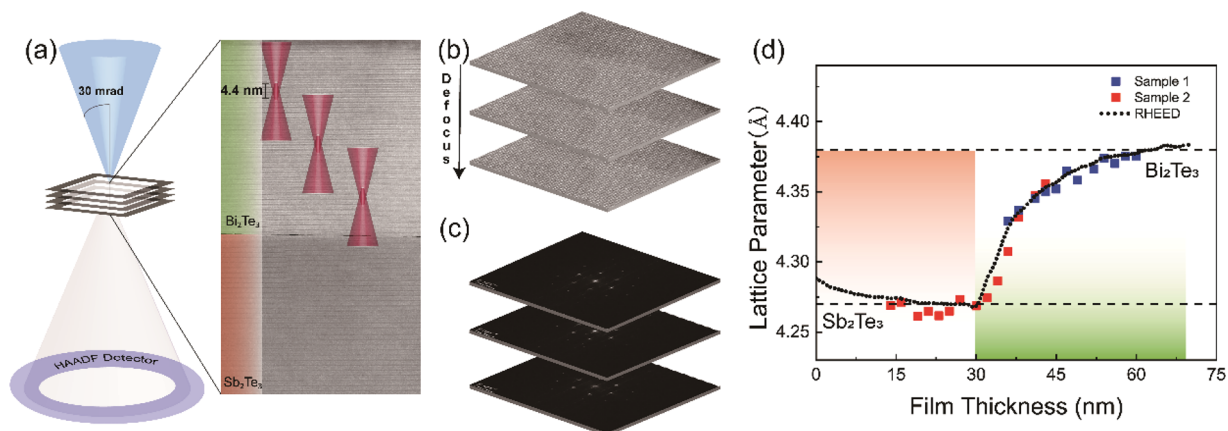 (a)
30 mrad
4.4 nm
Bi₂Te₃
Sb₂Te₃
HAADF Detector
(b)
Defocus
(c)
(d)
Sample 1
Sample 2
RHEED
Lattice Parameter(Å)
4.40
4.35
4.30
4.25
Bi₂Te₃
Sb₂Te₃
0
15
30
45
60
75
Film Thickness (nm)